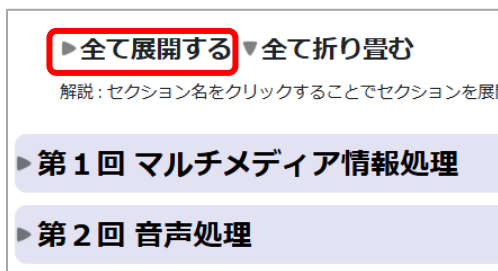 ▶全て展開する ▼全て折り畳む
解説：セクション名をクリックすることでセクションを展
▶第１回 マルチメディア情報処理
▶第２回 音声処理